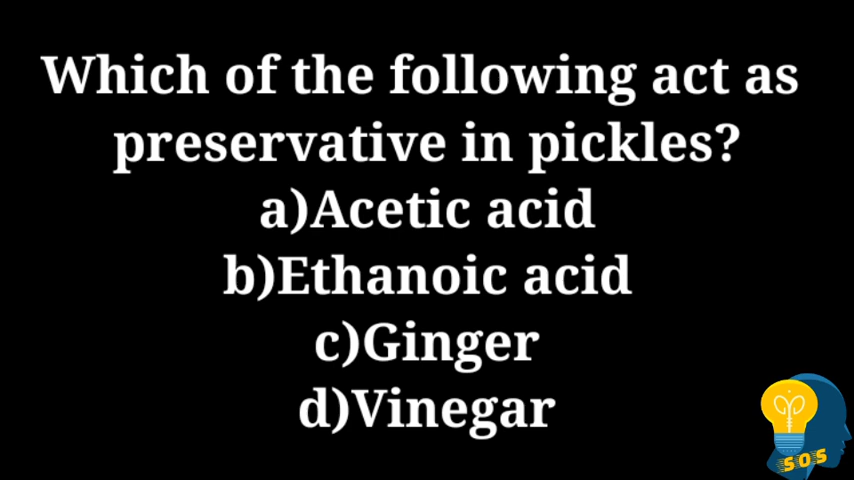 Which of the following act as
preservative in pickles?
a)Acetic acid
b)Ethanoic acid
c)Ginger
d)Vinegar
SOS